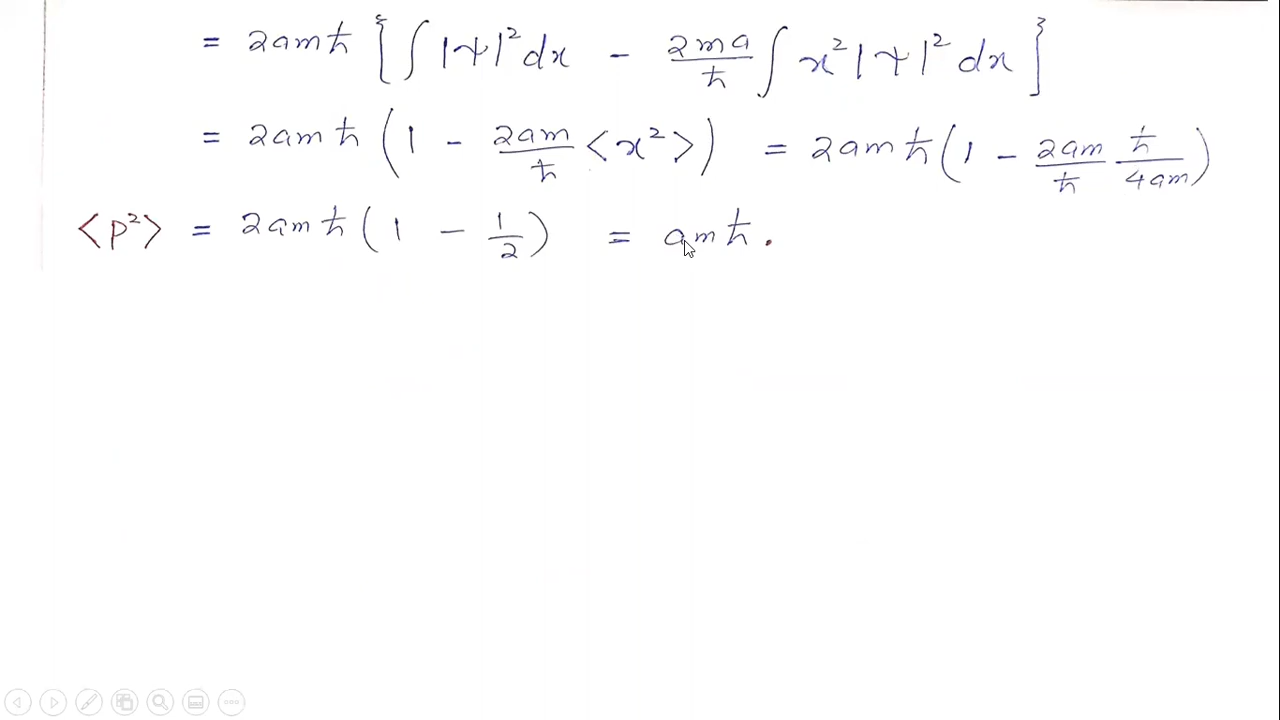 = 2amħ { ∫ |ψ|² dx − 2ma/ħ ∫ x² |ψ|² dx }
= 2amħ ( 1 − 2am/ħ <x²> ) = 2amħ ( 1 − 2am/ħ ħ/4am )
<p²> = 2amħ ( 1 − 1/2 ) = amħ .